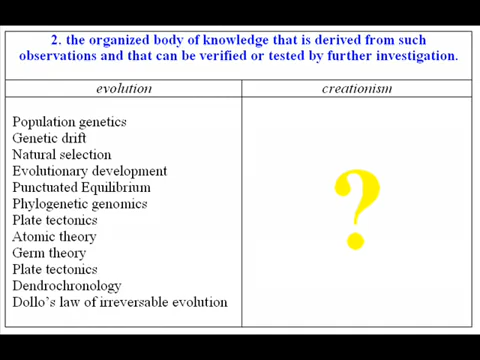 2. the organized body of knowledge that is derived from such
observations and that can be verified or tested by further investigation.
evolution
creationism
Population genetics
Genetic drift
Natural selection
Evolutionary development
Punctuated Equilibrium
Phylogenetic genomics
Plate tectonics
Atomic theory
Germ theory
Plate tectonics
Dendrochronology
Dollo's law of irreversable evolution
?